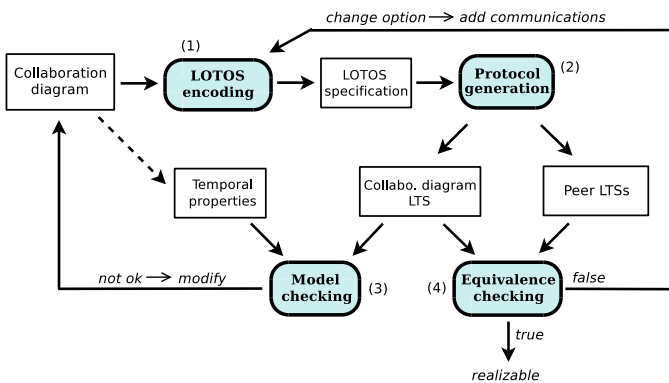 change option → add communications
(1)
Collaboration
diagram
LOTOS
encoding
LOTOS
specification
Protocol
generation
(2)
Temporal
properties
Collabo. diagram
LTS
Peer LTSs
not ok → modify
Model
checking
(3)
(4)
Equivalence
checking
false
true
realizable